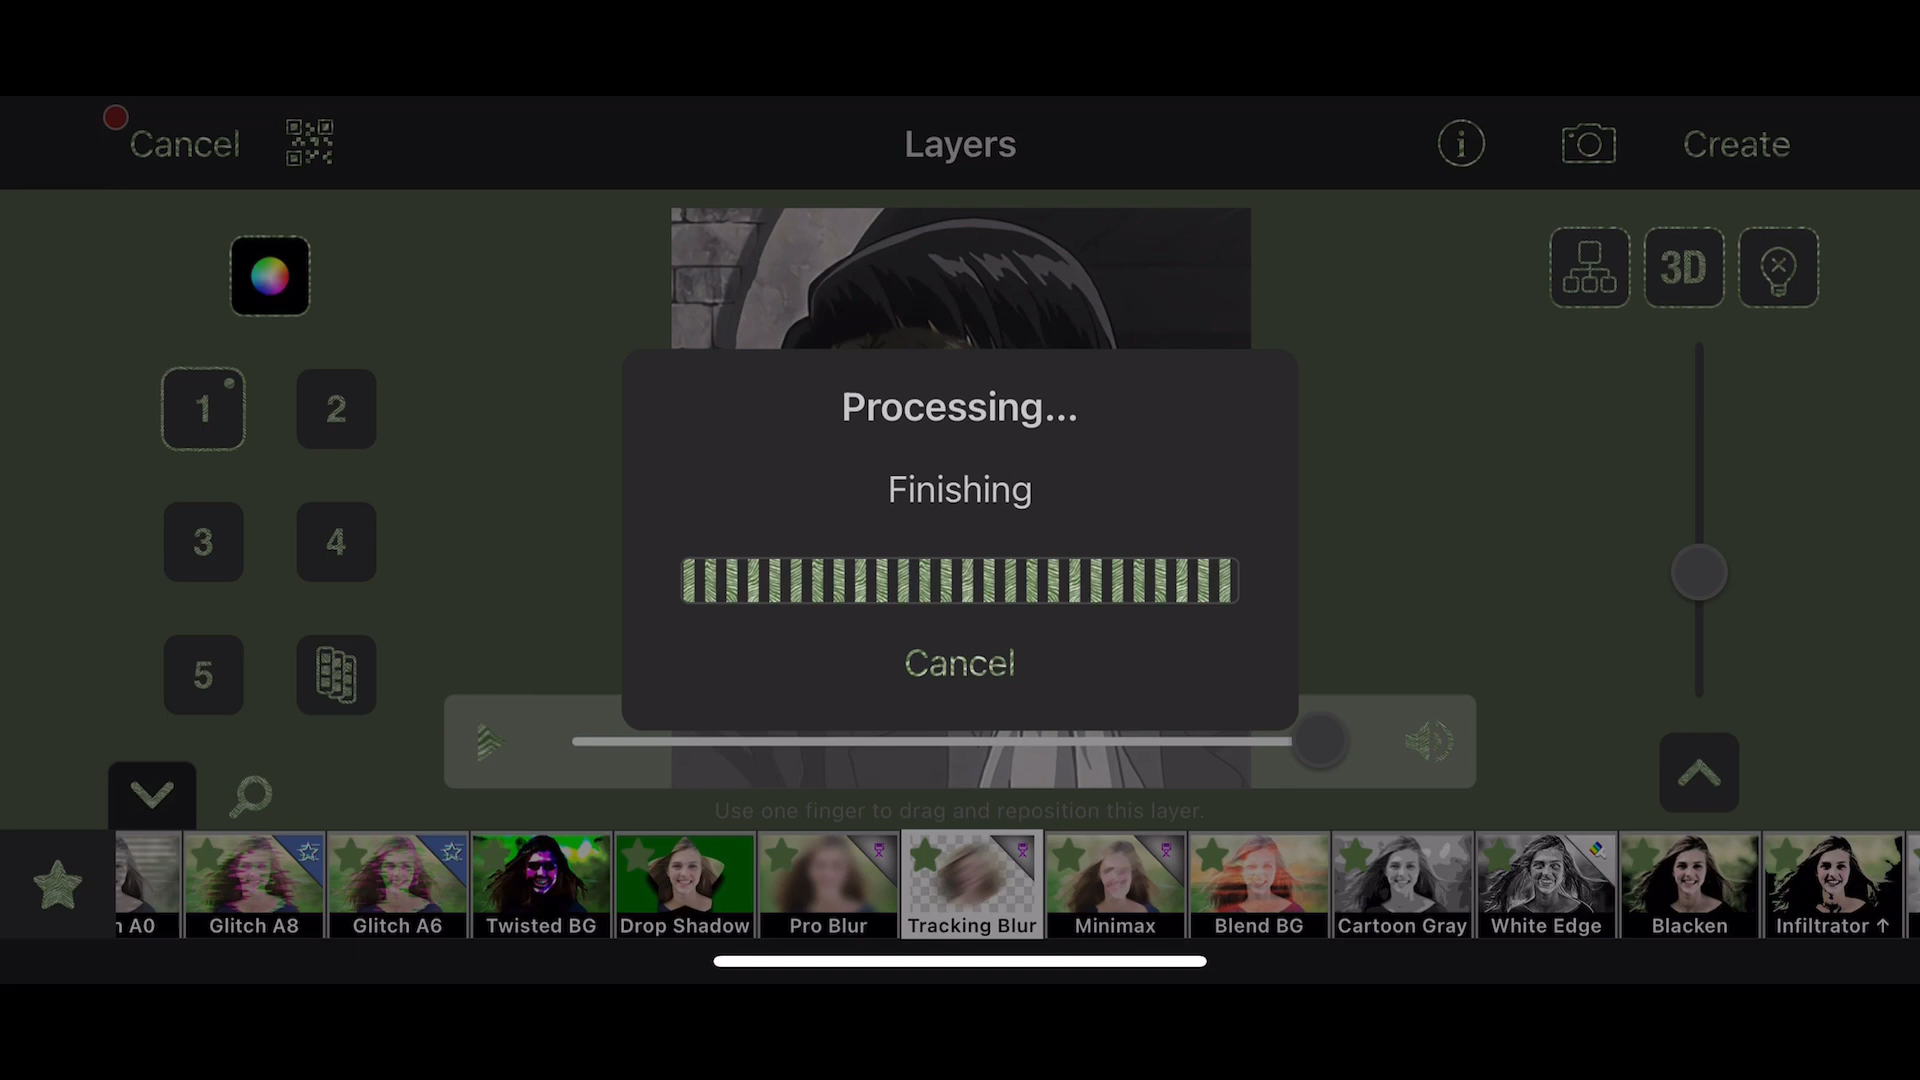 Cancel
Layers
Create
3D
1
2
3
4
5
Processing...
Finishing
Cancel
Use one finger to drag and reposition this layer.
n A0
Glitch A8
Glitch A6
Twisted BG
Drop Shadow
Pro Blur
Tracking Blur
Minimax
Blend BG
Cartoon Gray
White Edge
Blacken
Infiltrator ↑